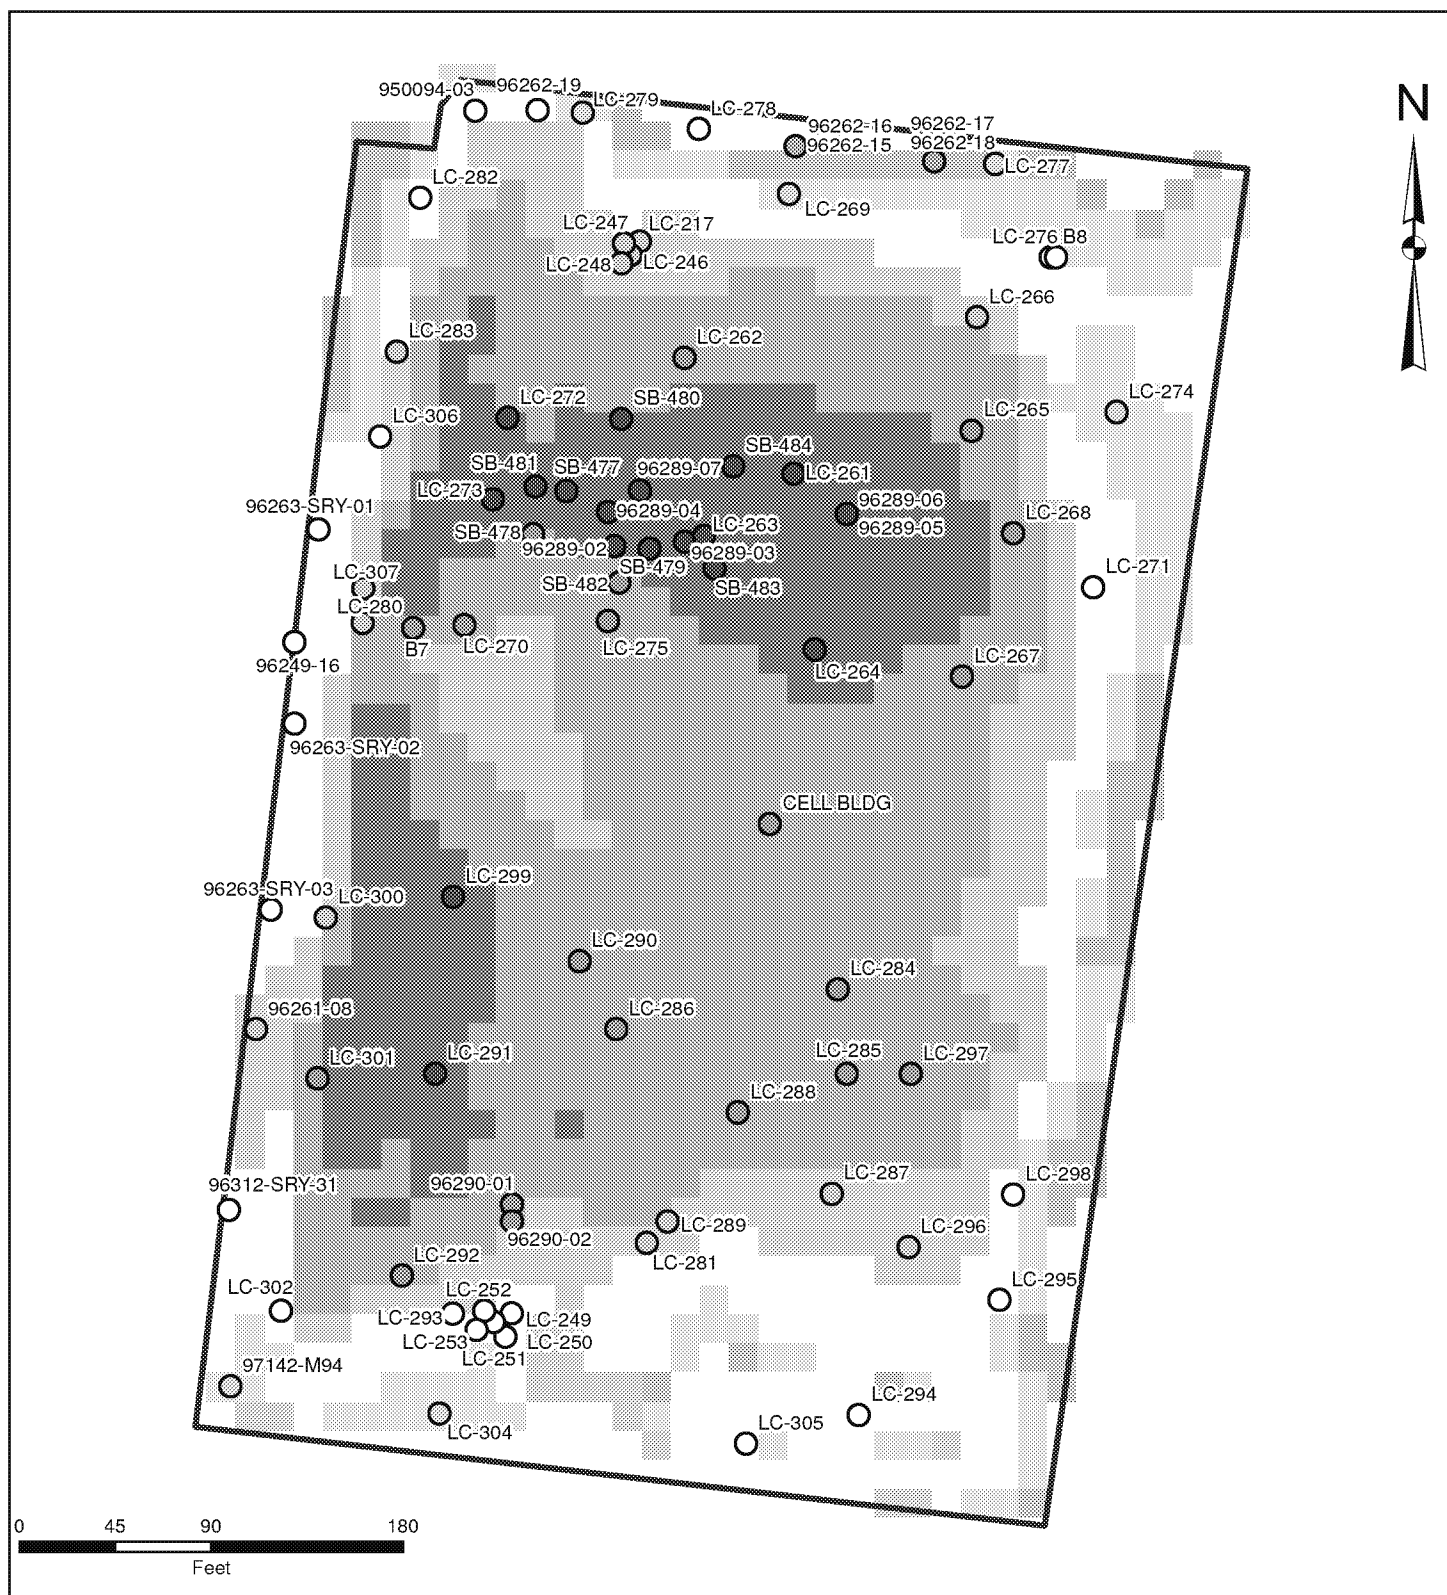 950094-03 96262-19 LC-279 LC-278
N
96262-16 96262-17
96262-15 96262-18 LC-277
LC-282
LC-269
LC-247 LC-217
LC-276 B8
LC-248 LC-246
LC-266
LC-283
LC-262
LC-274
LC-272 SB-480
LC-265
LC-306
SB-484
SB-481 SB-477 96289-07 LC-261
LC-273
96263-SRY-01 96289-04 96289-06
SB-478 LC-263 96289-05 LC-268
96289-02 96289-03
LC-307 SB-479 LC-271
SB-482 SB-483
LC-280
B7 LC-270 LC-275
96249-16
LC-264 LC-267
96263-SRY-02
CELL BLDG
LC-299
96263-SRY-03 LC-300
LC-290
LC-284
96261-08 LC-286
LC-301 LC-291 LC-285 LC-297
LC-288
96312-SRY-31 96290-01 LC-287 LC-298
LC-289 LC-296
96290-02
LC-281
LC-292
LC-302 LC-252 LC-295
LC-293 LC-249
LC-253 LC-250
LC-251
97142-M94
LC-294
LC-304 LC-305
0 45 90 180
Feet